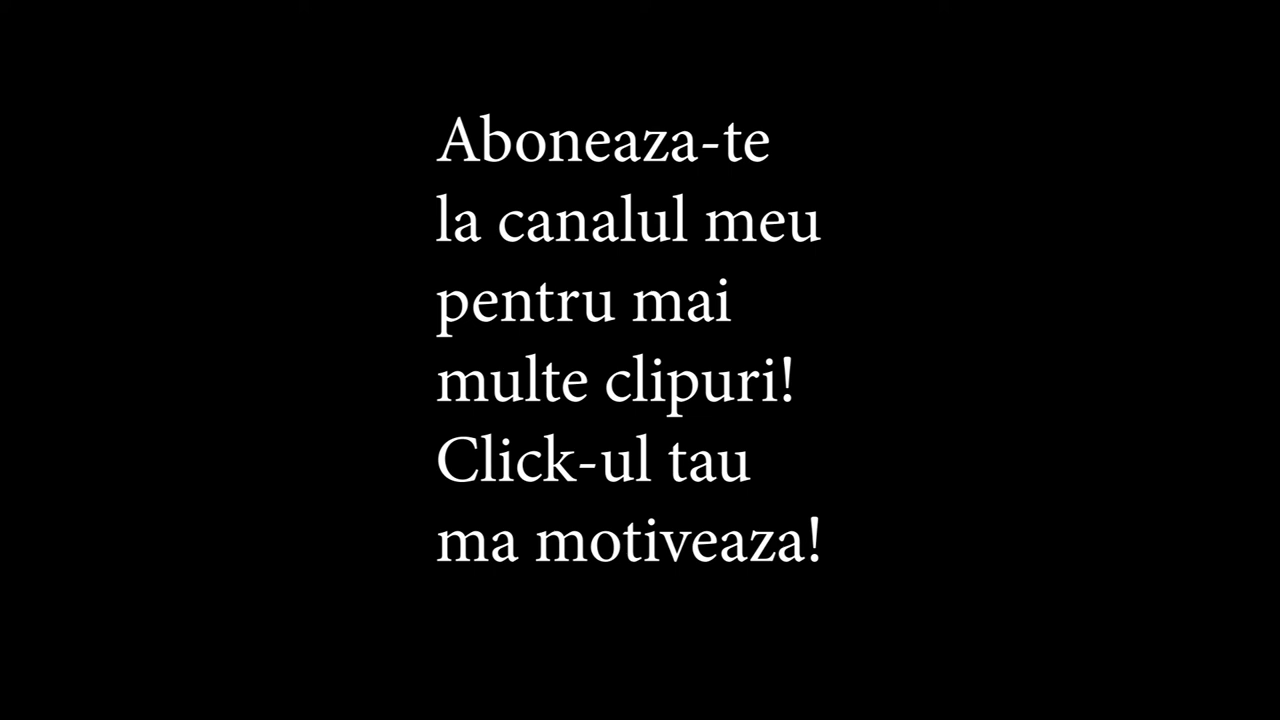 Aboneaza-te
la canalul meu
pentru mai
multe clipuri!
Click-ul tau
ma motiveaza!